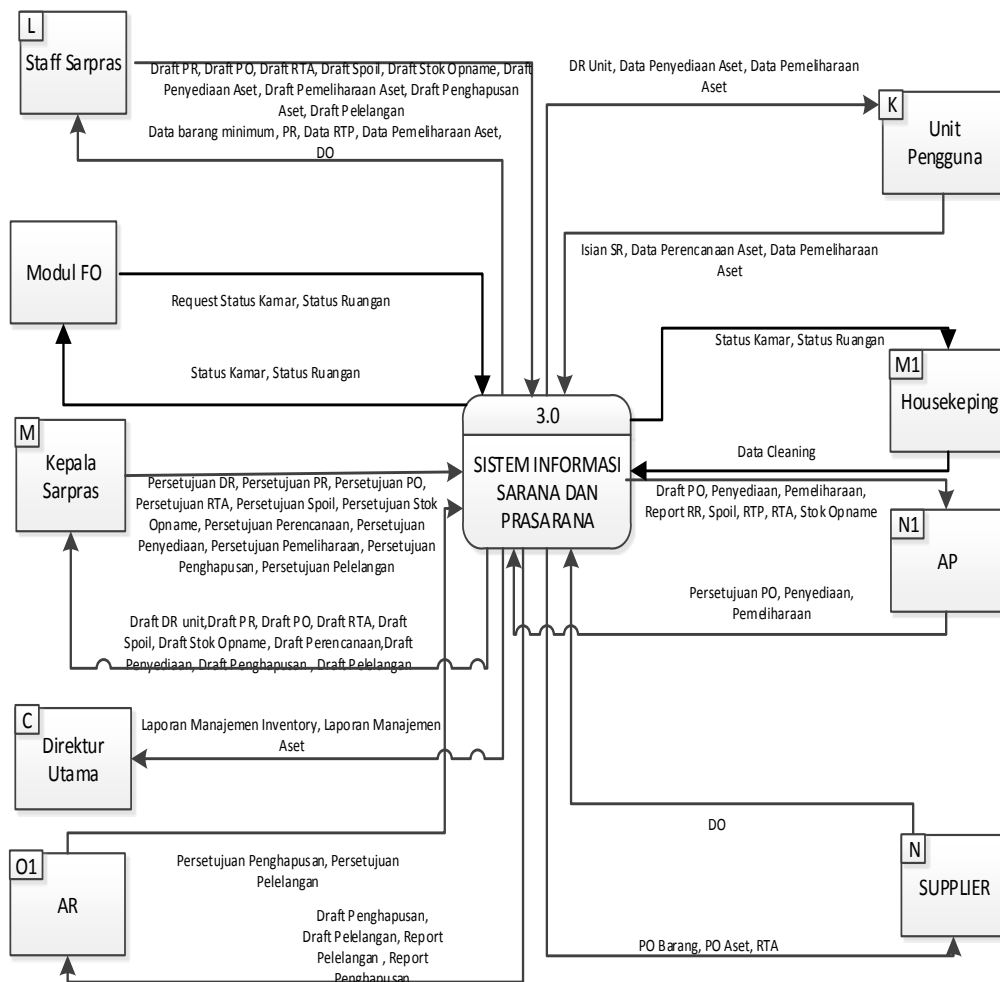 L
Staff Sarpras
Draft PR, Draft PO, Draft RTA, Draft Spoil, Draft Stok Opname, Draft
Penyediaan Aset, Draft Pemeliharaan Aset, Draft Penghapusan
Aset, Draft Pelelangan
Data barang minimum, PR, Data RTP, Data Pemeliharaan Aset,
DO
DR Unit, Data Penyediaan Aset, Data Pemeliharaan
Aset
K
Unit
Pengguna
Isian SR, Data Perencanaan Aset, Data Pemeliharaan
Aset
Modul FO
Request Status Kamar, Status Ruangan
Status Kamar, Status Ruangan
Status Kamar, Status Ruangan
M1
Housekeping
Data Cleaning
3.0
SISTEM INFORMASI
SARANA DAN
PRASARANA
M
Kepala
Sarpras
Persetujuan DR, Persetujuan PR, Persetujuan PO,
Persetujuan RTA, Persetujuan Spoil, Persetujuan Stok
Opname, Persetujuan Perencanaan, Persetujuan
Penyediaan, Persetujuan Pemeliharaan, Persetujuan
Penghapusan, Persetujuan Pelelangan
Draft PO, Penyediaan, Pemeliharaan,
Report RR, Spoil, RTP, RTA, Stok Opname
N1
AP
Persetujuan PO, Penyediaan,
Pemeliharaan
Draft DR unit,Draft PR, Draft PO, Draft RTA, Draft
Spoil, Draft Stok Opname, Draft Perencanaan,Draft
Penyediaan, Draft Penghapusan , Draft Pelelangan
C
Direktur
Utama
Laporan Manajemen Inventory, Laporan Manajemen
Aset
DO
N
SUPPLIER
PO Barang, PO Aset, RTA
O1
AR
Persetujuan Penghapusan, Persetujuan
Pelelangan
Draft Penghapusan,
Draft Pelelangan, Report
Pelelangan , Report
Penghapusan